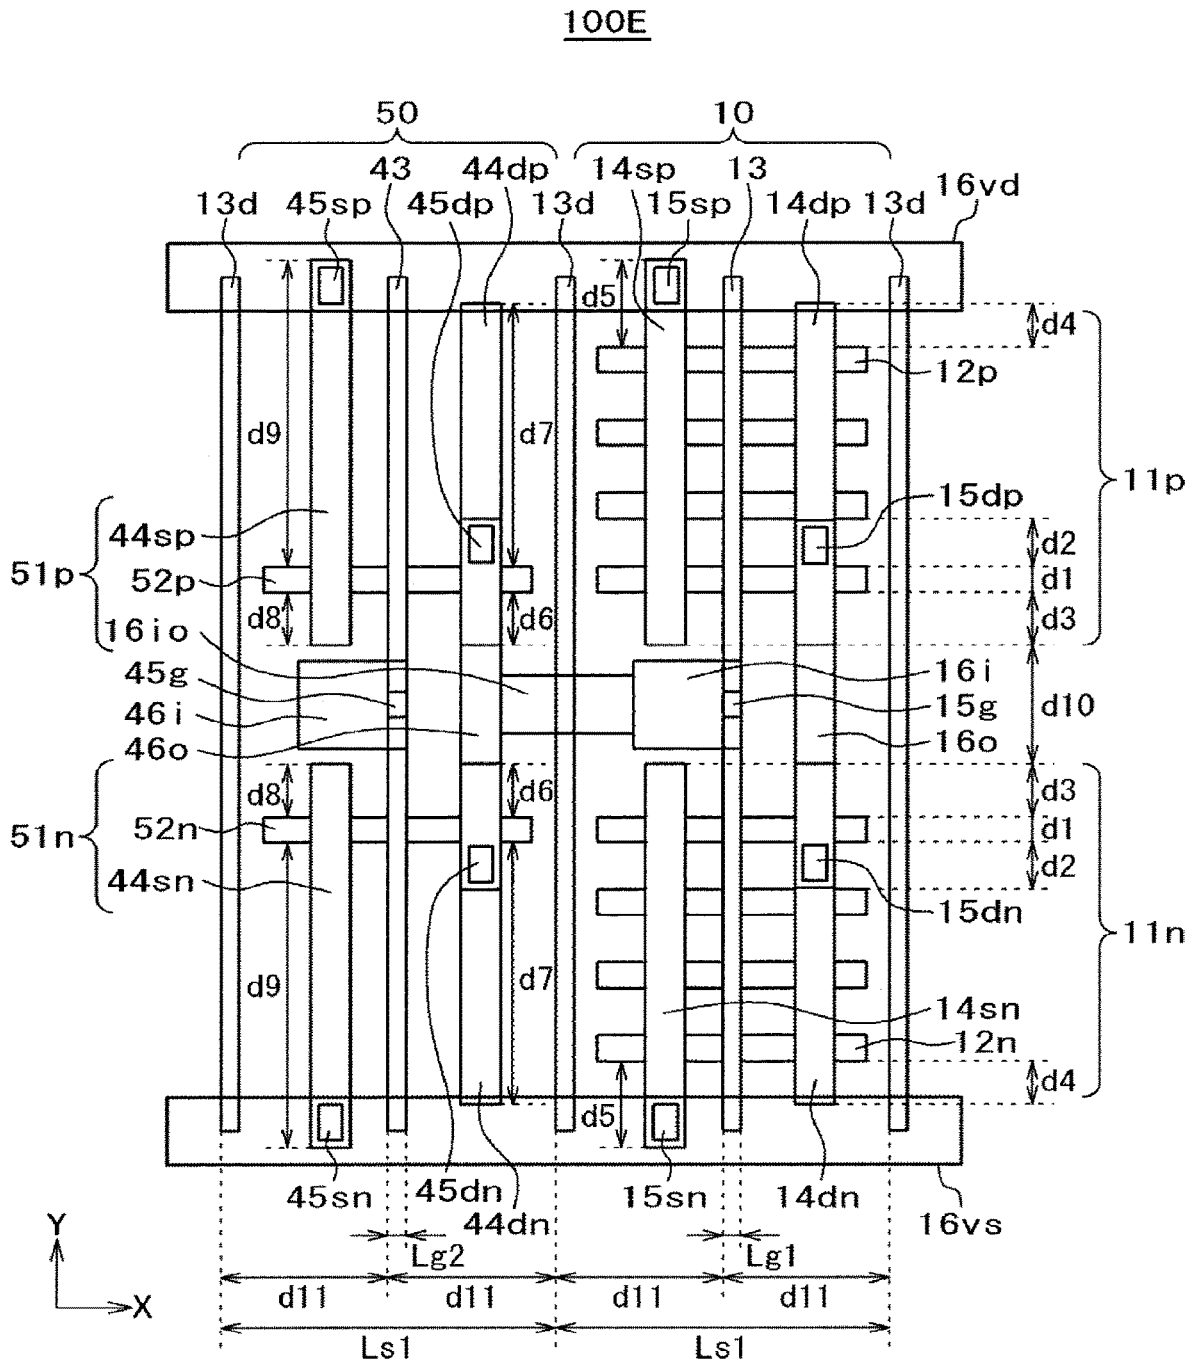 100E
50 10
43 44dp 14sp 13 16vd
13d 45sp 45dp 13d 15sp 14dp 13d
d5 d4
12p
d9 d7
11p
15dp
44sp
d2
51p 52p d1
d8 d6 d3
16io
45g 16i
46i 15g d10
46o 16o
d8 d6 d3
52n d1
51n
44sn d2
15dn
11n
d9 d7
14sn
12n
d4
d5
45sn 45dn 15sn 14dn
44dn 16vs
Y
Lg2 Lg1
X d11 d11 d11 d11
Ls1 Ls1